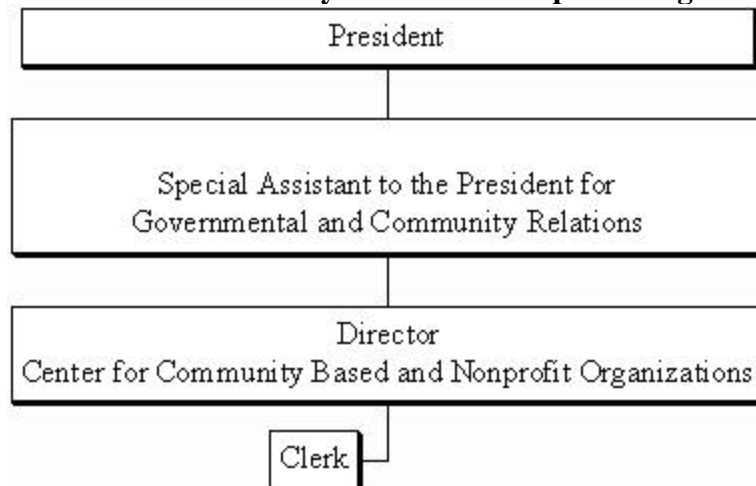 President
Special Assistant to the President for
Governmental and Community Relations
Director
Center for Community Based and Nonprofit Organizations
Clerk